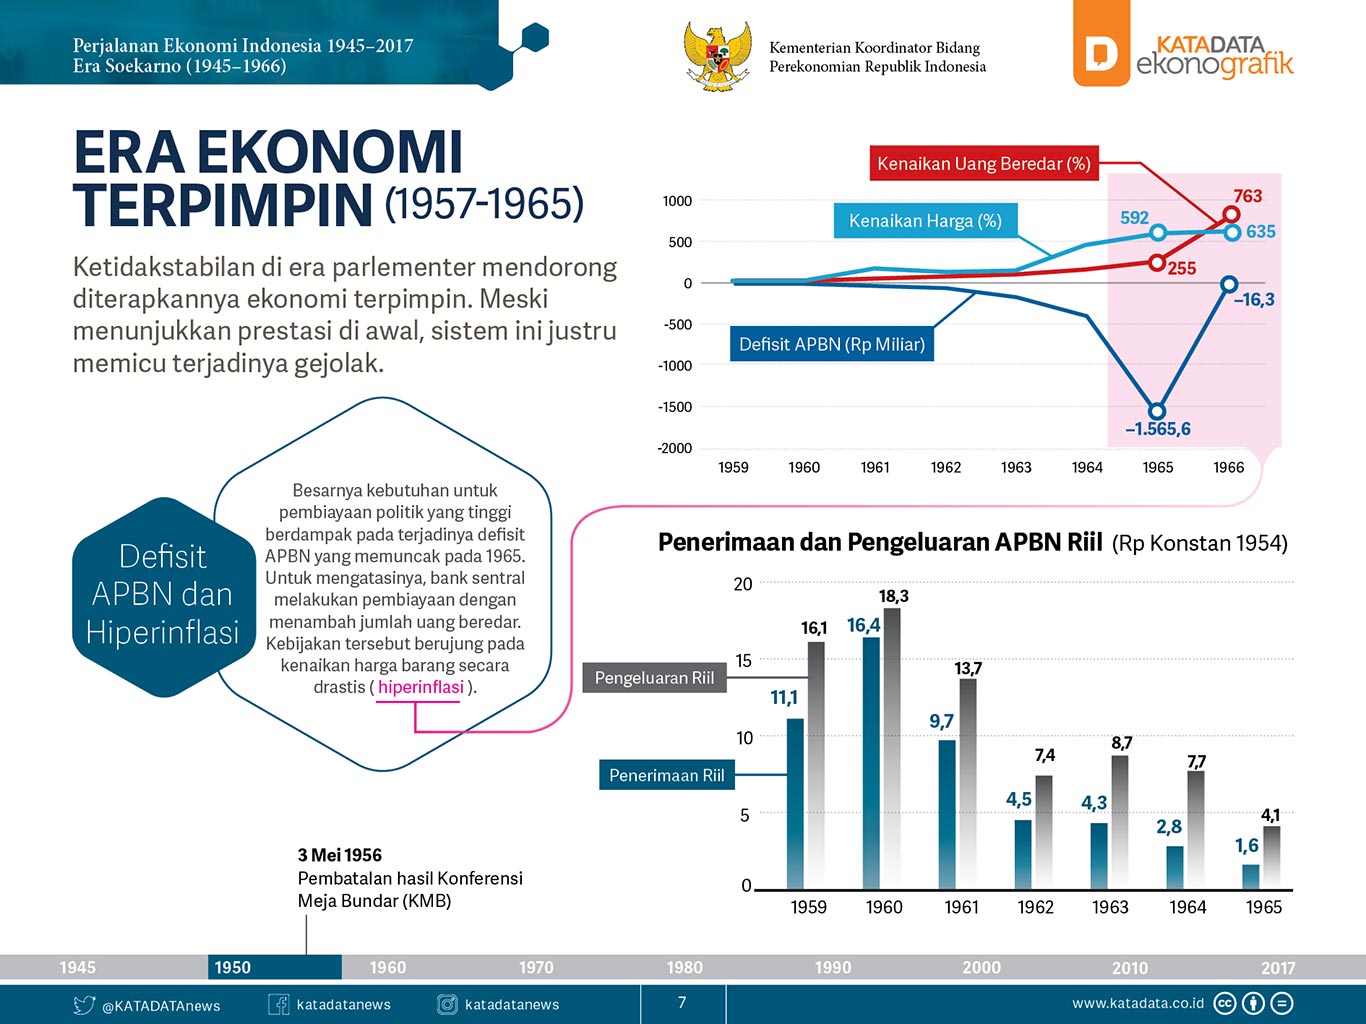 Perjalanan Ekonomi Indonesia 1945–2017
Era Soekarno (1945–1966)
Kementerian Koordinator Bidang
Perekonomian Republik Indonesia
D
KATADATA
ekonografik
ERA EKONOMI
TERPIMPIN (1957-1965)
Ketidakstabilan di era parlementer mendorong
diterapkannya ekonomi terpimpin. Meski
menunjukkan prestasi di awal, sistem ini justru
memicu terjadinya gejolak.
Defisit
APBN dan
Hiperinflasi
Besarnya kebutuhan untuk
pembiayaan politik yang tinggi
berdampak pada terjadinya defisit
APBN yang memuncak pada 1965.
Untuk mengatasinya, bank sentral
melakukan pembiayaan dengan
menambah jumlah uang beredar.
Kebijakan tersebut berujung pada
kenaikan harga barang secara
drastis ( hiperinflasi ).
Kenaikan Uang Beredar (%)
Kenaikan Harga (%)
Defisit APBN (Rp Miliar)
1000
500
0
-500
-1000
-1500
-2000
592
763
635
255
–16,3
–1.565,6
1959 1960 1961 1962 1963 1964 1965 1966
Penerimaan dan Pengeluaran APBN Riil (Rp Konstan 1954)
20
15
10
5
0
Pengeluaran Riil
Penerimaan Riil
11,1 16,1
16,4 18,3
9,7 13,7
4,5 7,4
4,3 8,7
2,8 7,7
1,6 4,1
1959 1960 1961 1962 1963 1964 1965
3 Mei 1956
Pembatalan hasil Konferensi
Meja Bundar (KMB)
1945 1950 1960 1970 1980 1990 2000 2010 2017
@KATADATAnews
f katadatanews
katadatanews
7
www.katadata.co.id
cc